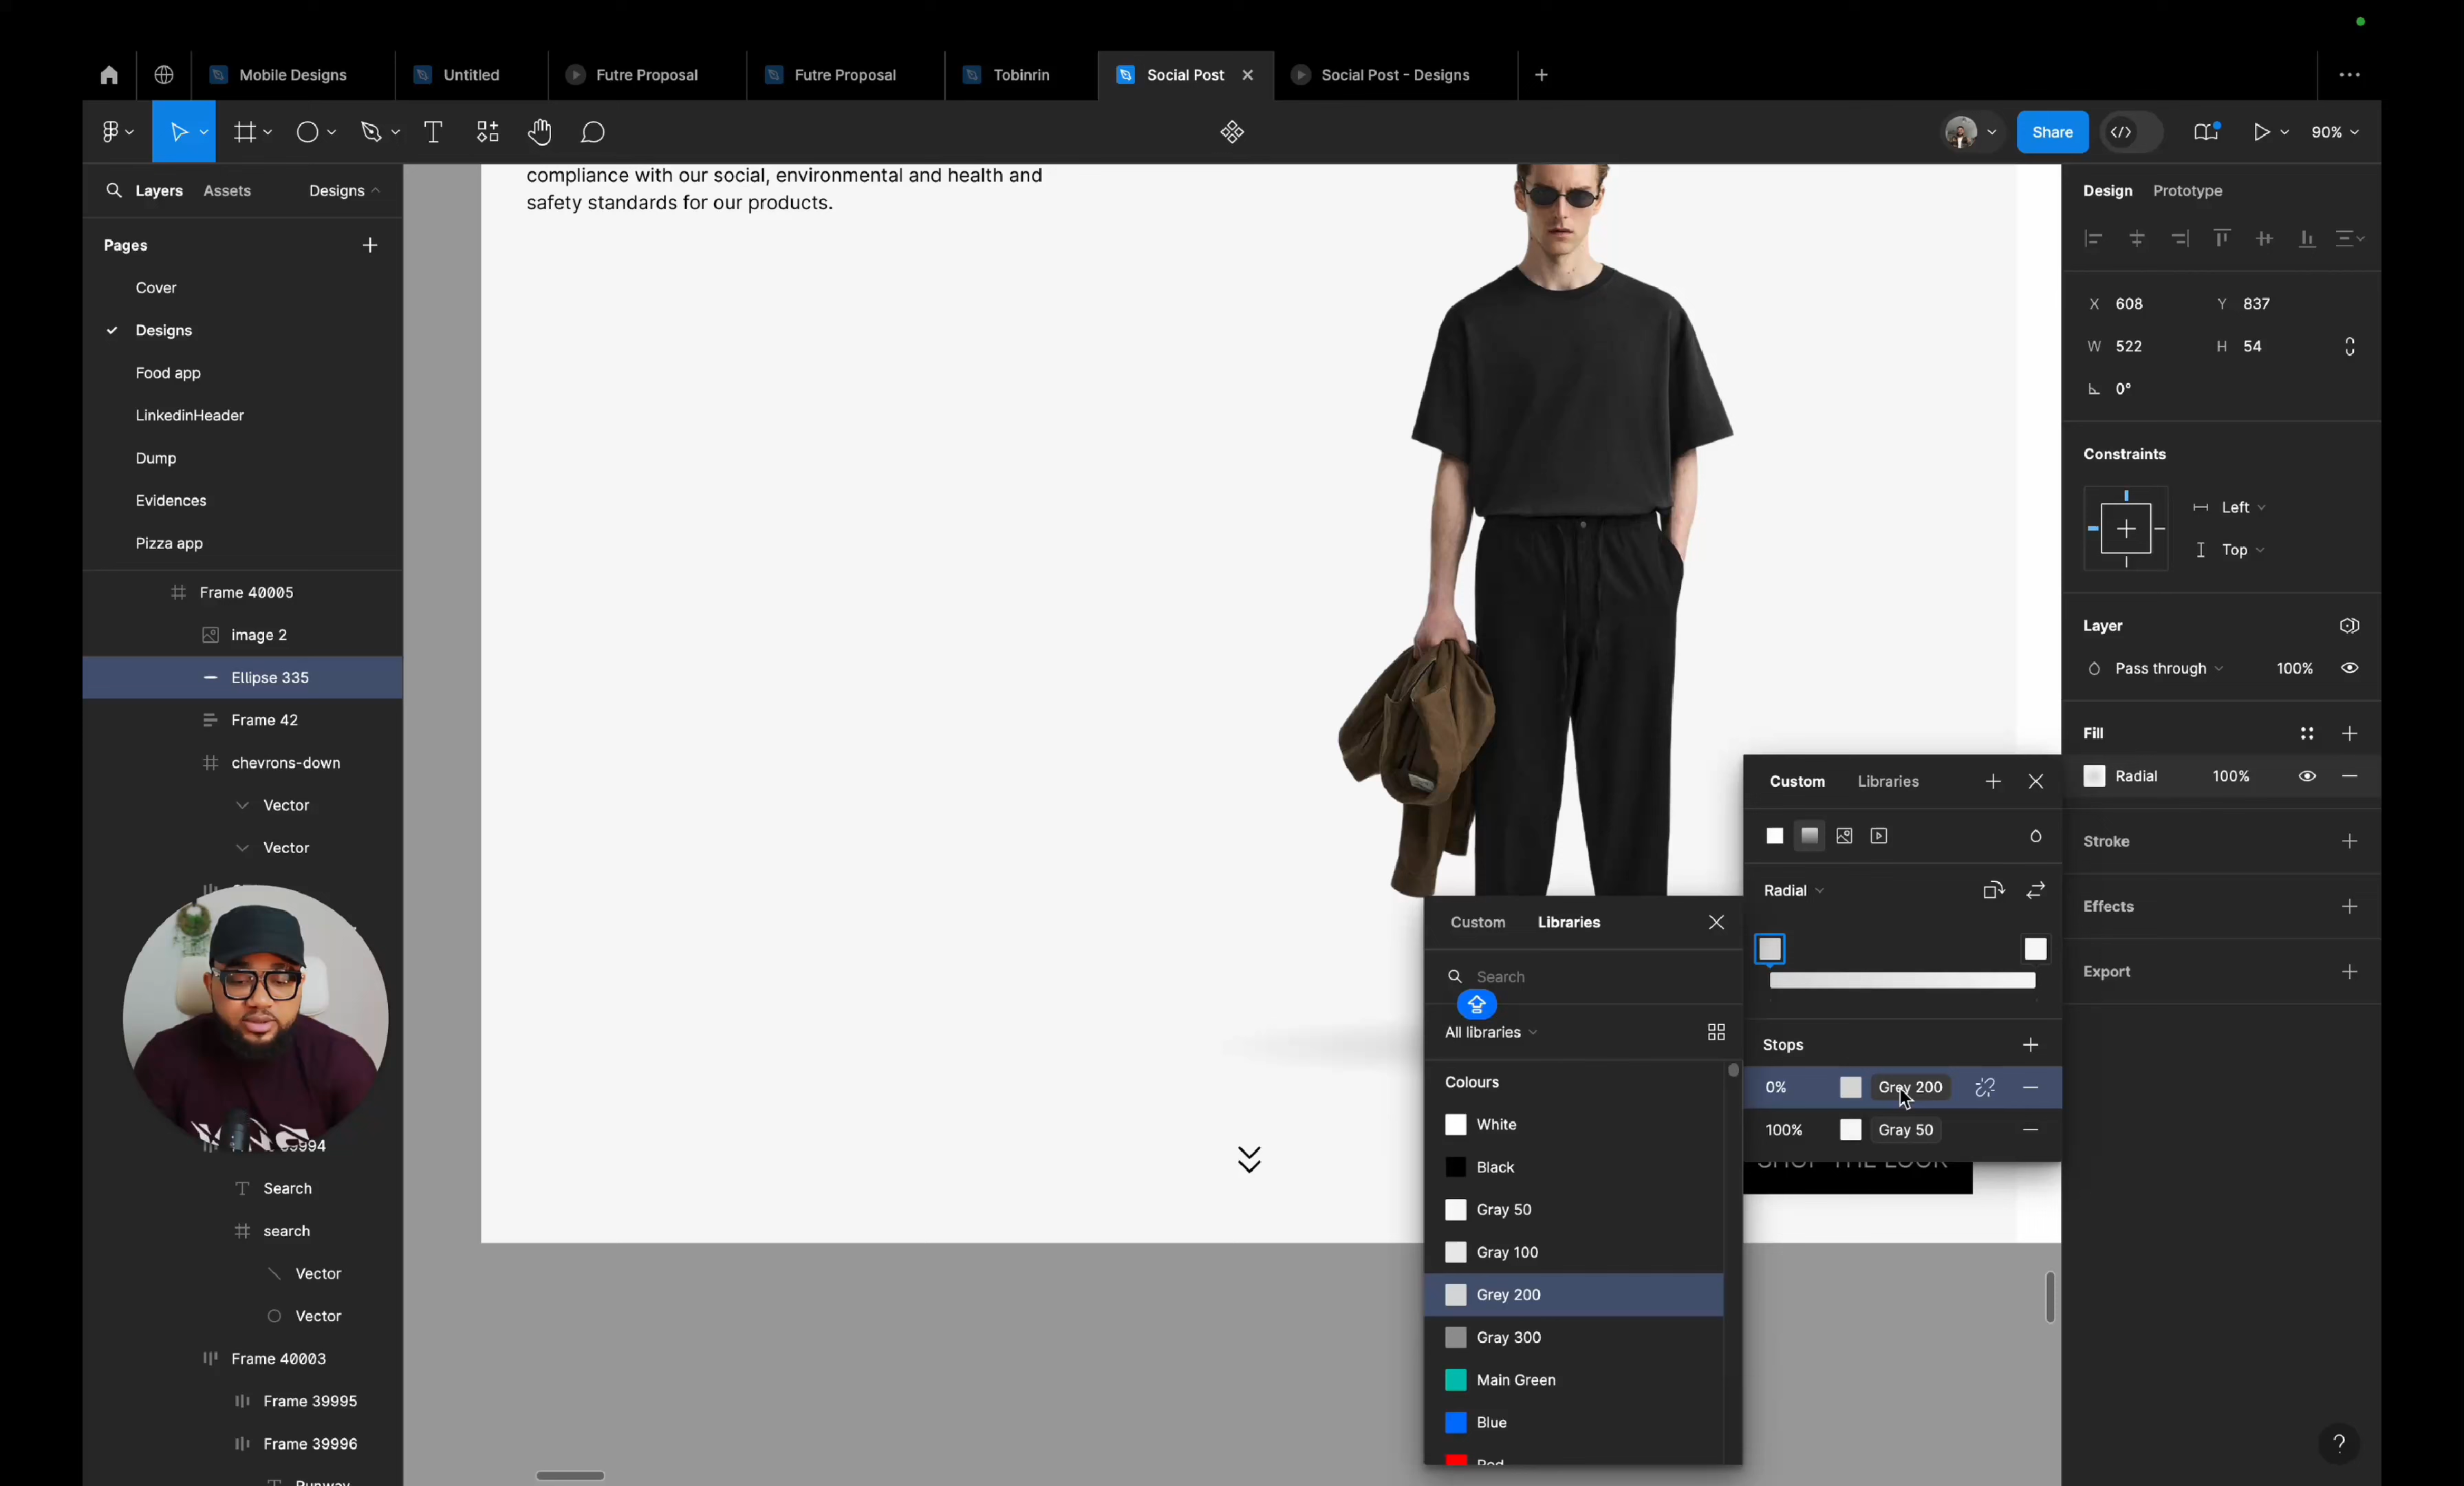 Mobile Designs
Untitled
Futre Proposal
Futre Proposal
Tobinrin
Social Post
Social Post - Designs
Share
90%
Layers
Assets
Designs
Pages
Cover
Designs
Food app
LinkedinHeader
Dump
Evidences
Pizza app
Frame 40005
image 2
Ellipse 335
Frame 42
chevrons-down
Vector
Vector
Search
search
Vector
Vector
Frame 40003
Frame 39995
Frame 39996
Runway
compliance with our social, environmental and health and
safety standards for our products.
SHOP THE LOOK
Custom
Libraries
Search
All libraries
Colours
White
Black
Gray 50
Gray 100
Grey 200
Gray 300
Main Green
Blue
Red
Custom
Libraries
Radial
Stops
0%
Grey 200
100%
Gray 50
Design
Prototype
X 608
Y 837
W 522
H 54
0°
Constraints
Left
Top
Layer
Pass through
100%
Fill
Radial
100%
Stroke
Effects
Export
?